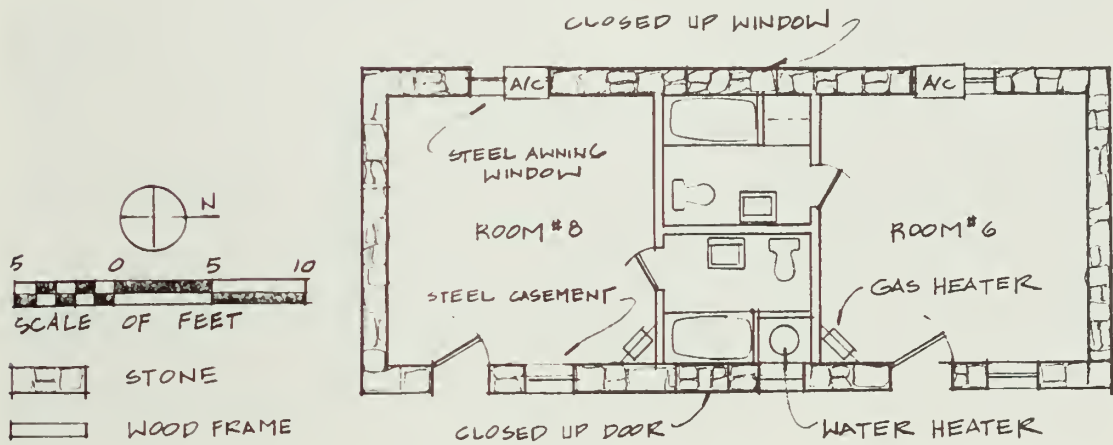 CLOSED UP WINDOW
A/C
A/C
STEEL AWNING
WINDOW
N
ROOM #8
ROOM #6
5 0 5 10
SCALE OF FEET
STEEL CASEMENT
GAS HEATER
STONE
WOOD FRAME
CLOSED UP DOOR
WATER HEATER